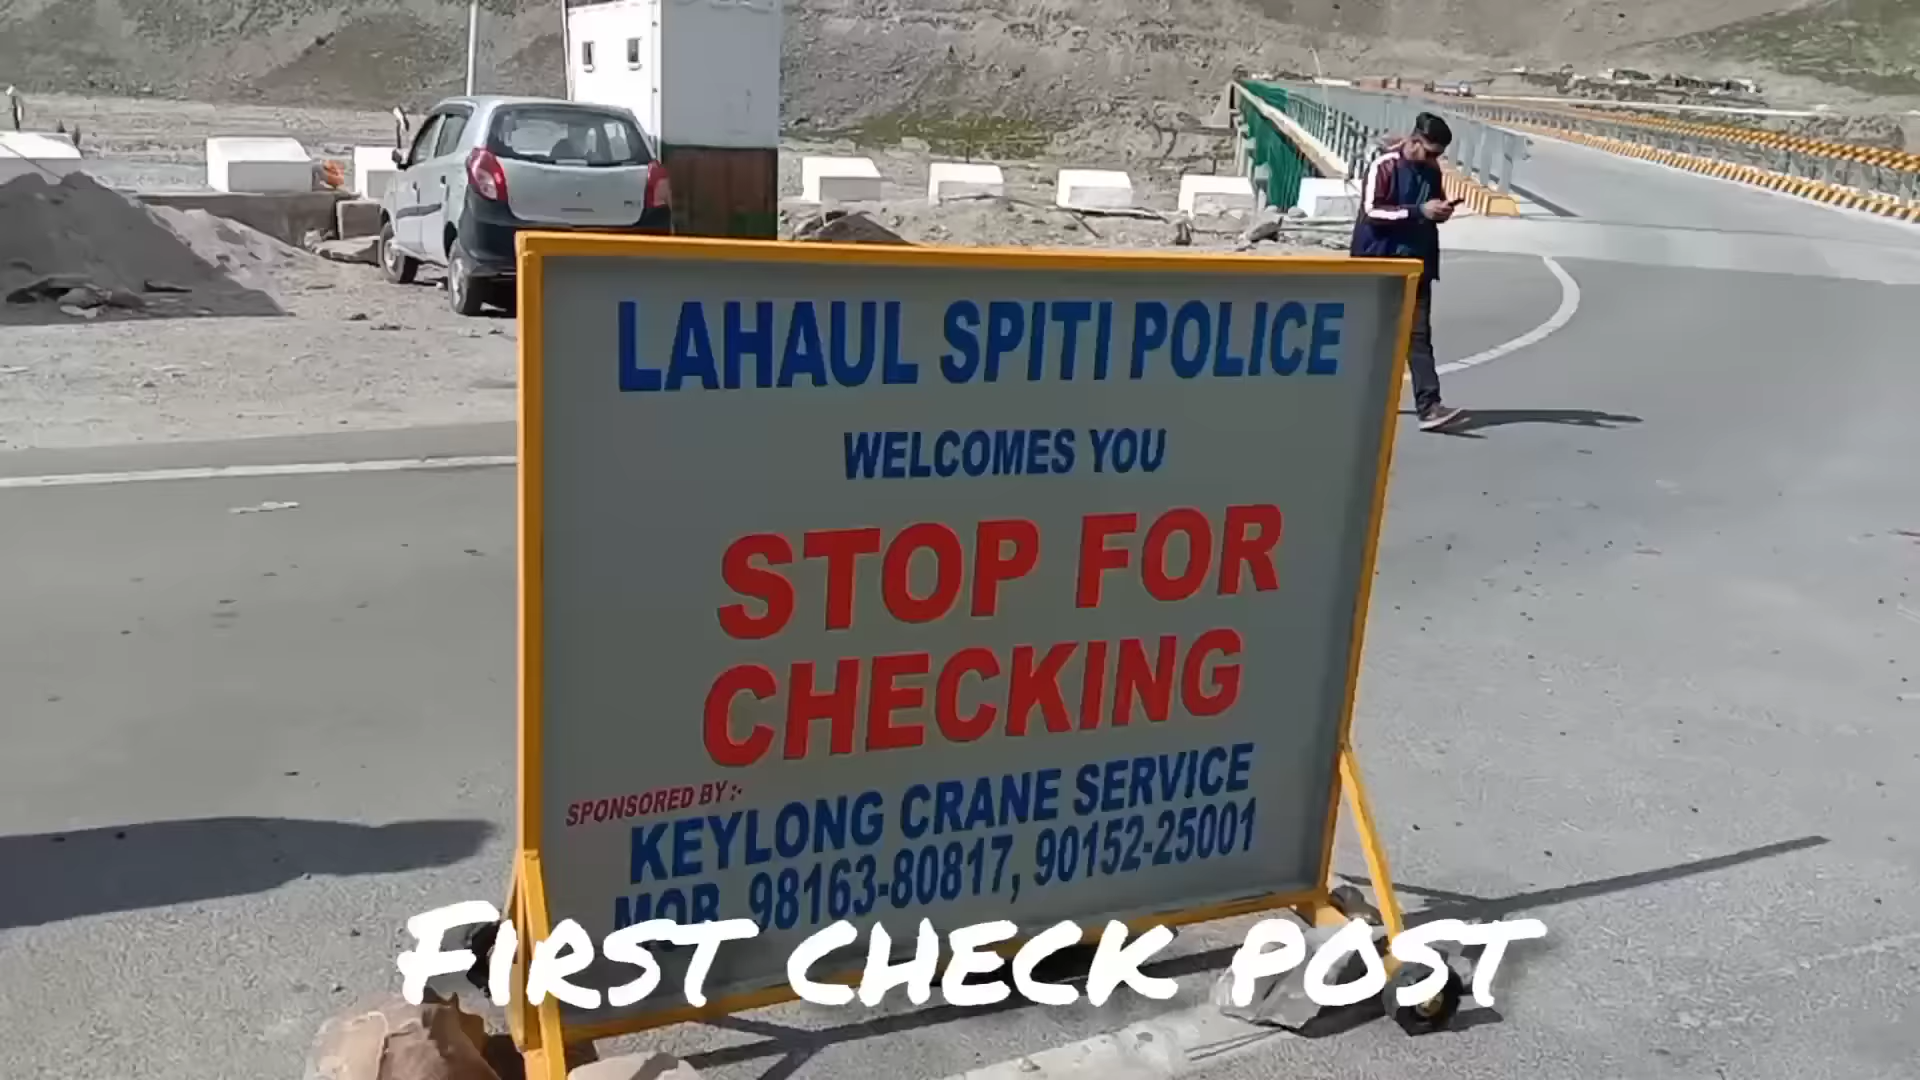 LAHAUL SPITI POLICE
WELCOMES YOU
STOP FOR
CHECKING
SPONSORED BY :-
KEYLONG CRANE SERVICE
MOB. 98163-80817, 90152-25001
FIRST CHECK POST